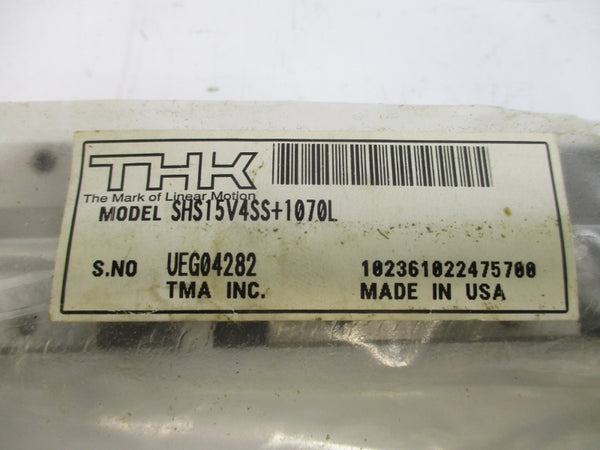 THK
The Mark of Linear Motion
MODEL SHS15V4SS+1070L
S.NO UEG04282 102361022475700
TMA INC. MADE IN USA